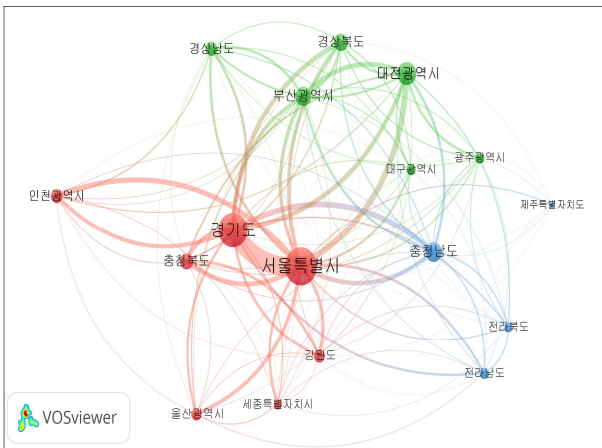 경상남도
경상북도
대전광역시
부산광역시
대구광역시
광주광역시
인천광역시
제주특별자치도
경기도
충청남도
충청북도
서울특별시
전라북도
강원도
전라남도
세종특별자치시
울산광역시
VOSviewer